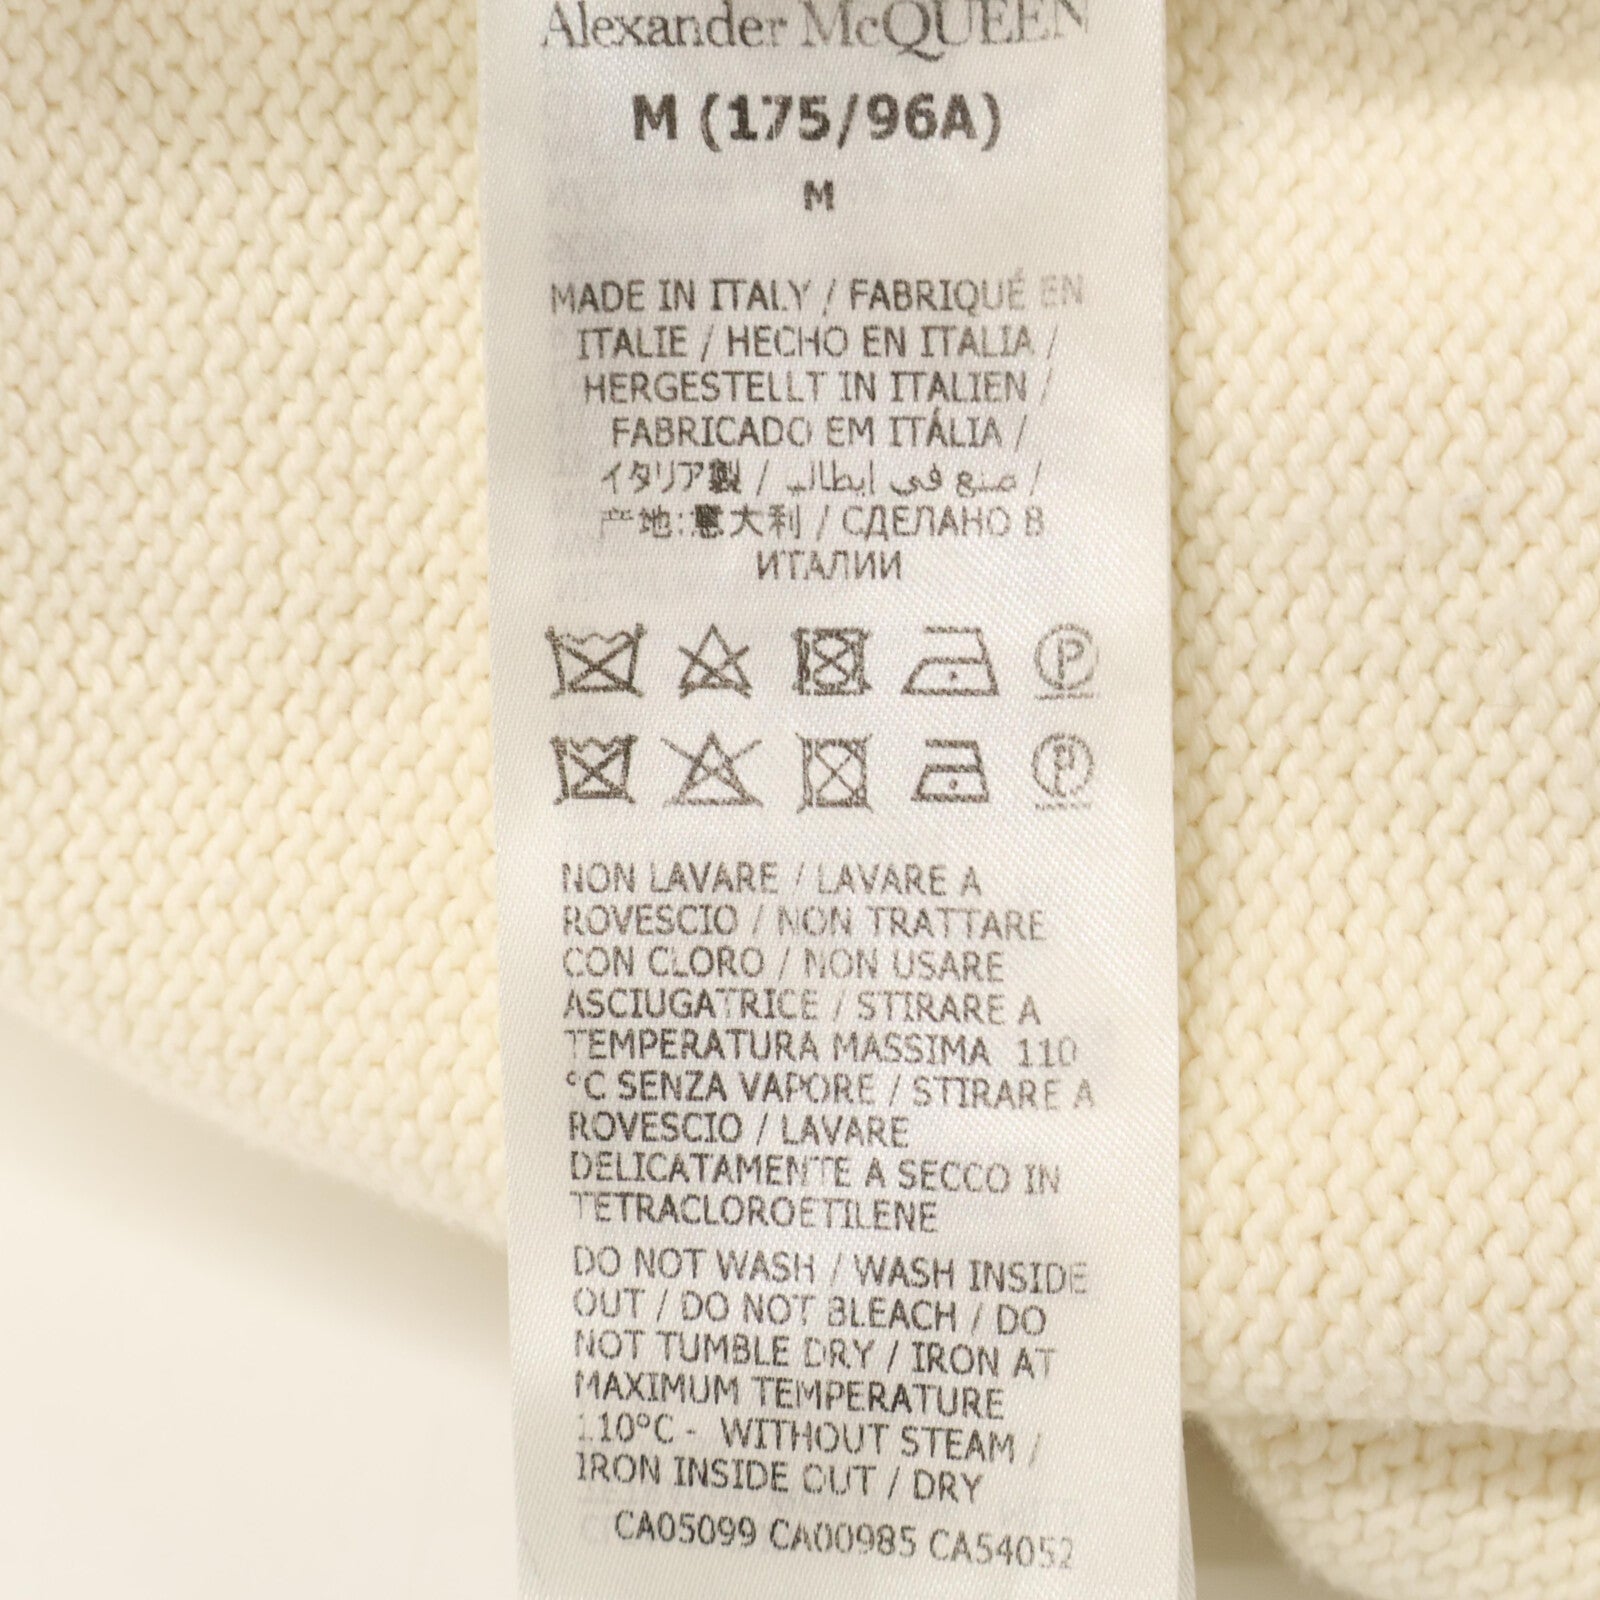 Alexander McQUEEN
M (175/96A)
M
MADE IN ITALY / FABRIQUÉ EN
ITALIE / HECHO EN ITALIA /
HERGESTELLT IN ITALIEN /
FABRICADO EM ITÁLIA /
イタリア製 / صنع في إيطاليا /
产地:意大利 / СДЕЛАНО В
ИТАЛИИ
P
P
NON LAVARE / LAVARE A
ROVESCIO / NON TRATTARE
CON CLORO / NON USARE
ASCIUGATRICE / STIRARE A
TEMPERATURA MASSIMA 110
°C SENZA VAPORE / STIRARE A
ROVESCIO / LAVARE
DELICATAMENTE A SECCO IN
TETRACLOROETILENE
DO NOT WASH / WASH INSIDE
OUT / DO NOT BLEACH / DO
NOT TUMBLE DRY / IRON AT
MAXIMUM TEMPERATURE
110°C - WITHOUT STEAM /
IRON INSIDE OUT / DRY
CA05099 CA00985 CA54052